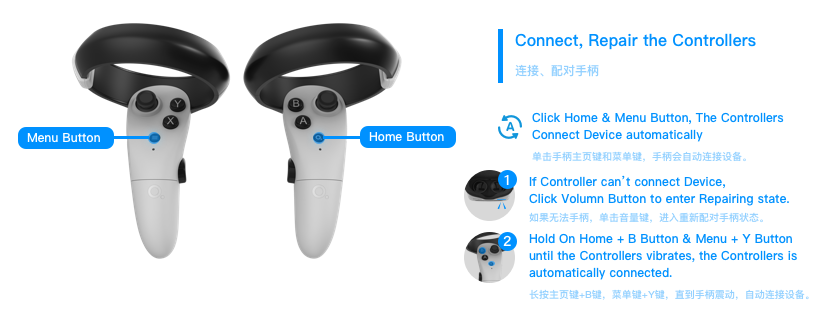 Connect, Repair the Controllers
连接、配对手柄
Y
X
B
A
Menu Button
Home Button
A
Click Home & Menu Button, The Controllers
Connect Device automatically
单击手柄主页键和菜单键、手柄会自动连接设备。
1
If Controller can't connect Device,
Click Volumn Button to enter Repairing state.
如果无法手柄，单击音量键，进入重新配对手柄状态。
2
Hold On Home + B Button & Menu + Y Button
until the Controllers vibrates, the Controllers is
automatically connected.
长按主页键+B键，菜单键+Y键，直到手柄震动，自动连接设备。